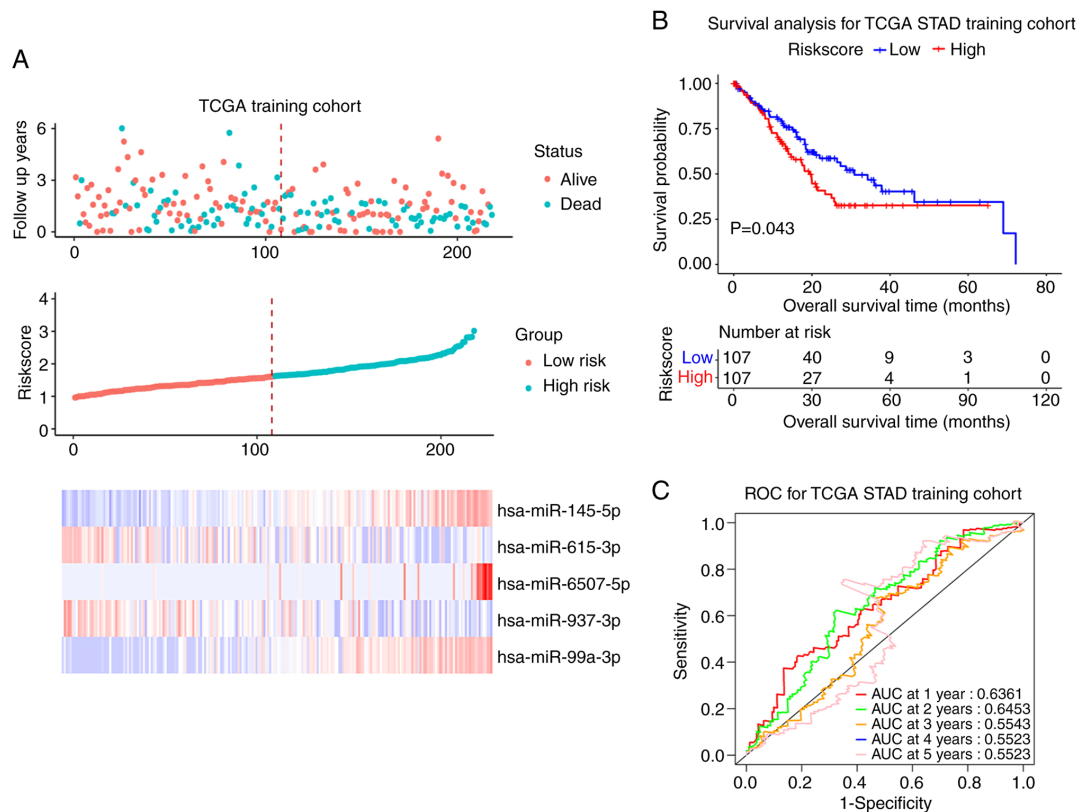 A
TCGA training cohort
Follow up years
6
3
0
0 100 200
Status
Alive
Dead
Riskscore
4
3
2
1
0
0 100 200
Group
Low risk
High risk
hsa-miR-145-5p
hsa-miR-615-3p
hsa-miR-6507-5p
hsa-miR-937-3p
hsa-miR-99a-3p
B
Survival analysis for TCGA STAD training cohort
Riskscore Low High
Survival probability
1.00
0.75
0.50
0.25
0.00
P=0.043
0 20 40 60 80
Overall survival time (months)
Number at risk
Riskscore
Low 107 40 9 3 0
High 107 27 4 1 0
0 30 60 90 120
Overall survival time (months)
C
ROC for TCGA STAD training cohort
Sensitivity
1.0
0.8
0.6
0.4
0.2
0.0
AUC at 1 year : 0.6361
AUC at 2 years : 0.6453
AUC at 3 years : 0.5543
AUC at 4 years : 0.5523
AUC at 5 years : 0.5523
0.0 0.2 0.4 0.6 0.8 1.0
1-Specificity